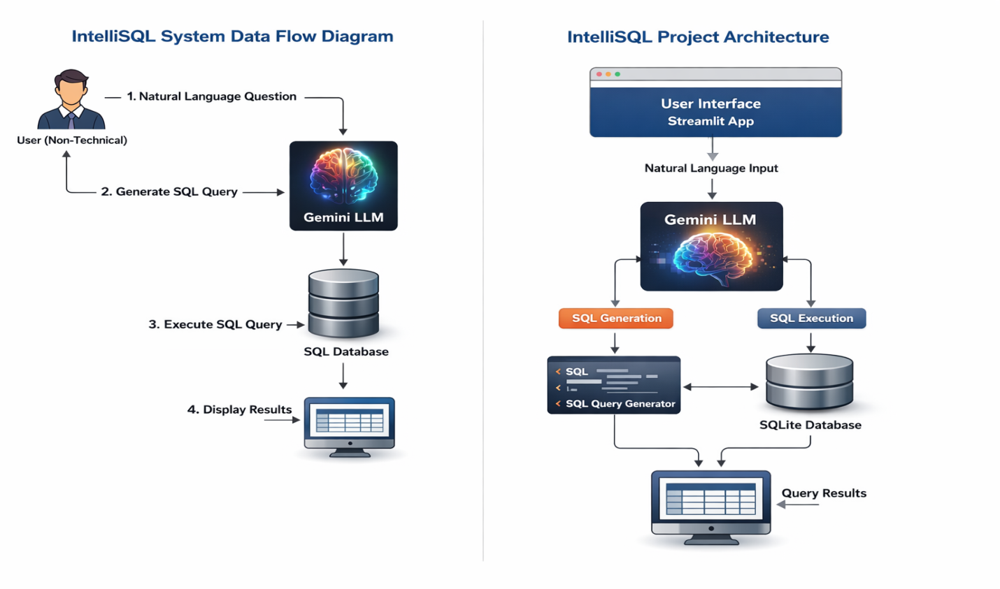 IntelliSQL System Data Flow Diagram
1. Natural Language Question
User (Non-Technical)
2. Generate SQL Query
Gemini LLM
3. Execute SQL Query
SQL Database
4. Display Results
IntelliSQL Project Architecture
User Interface
Streamlit App
Natural Language Input
Gemini LLM
SQL Generation
SQL Execution
< SQL
<
< SQL Query Generator
SQLite Database
Query Results